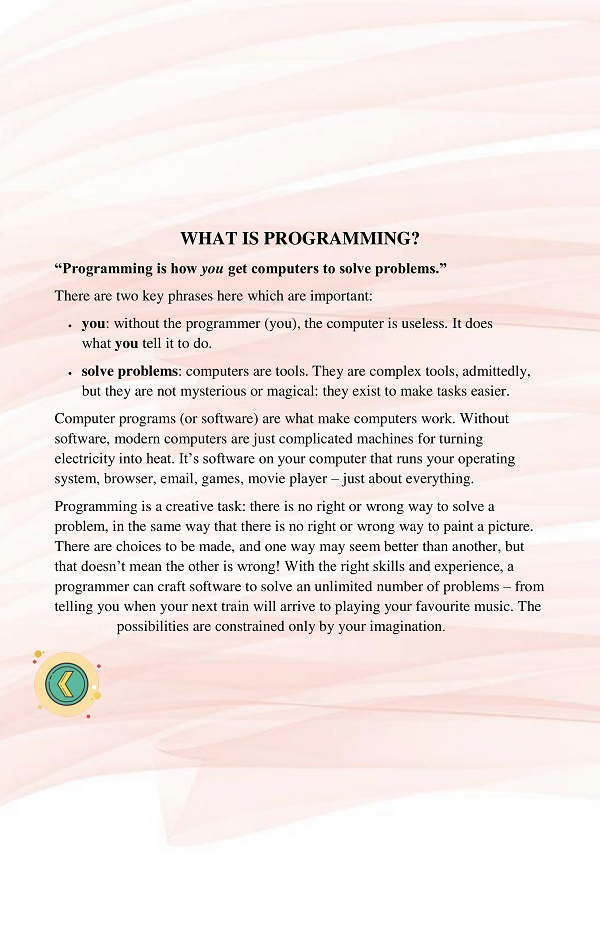 WHAT IS PROGRAMMING?
“Programming is how you get computers to solve problems.”
There are two key phrases here which are important:
• you: without the programmer (you), the computer is useless. It does
what you tell it to do.
• solve problems: computers are tools. They are complex tools, admittedly,
but they are not mysterious or magical: they exist to make tasks easier.
Computer programs (or software) are what make computers work. Without
software, modern computers are just complicated machines for turning
electricity into heat. It’s software on your computer that runs your operating
system, browser, email, games, movie player – just about everything.
Programming is a creative task: there is no right or wrong way to solve a
problem, in the same way that there is no right or wrong way to paint a picture.
There are choices to be made, and one way may seem better than another, but
that doesn’t mean the other is wrong! With the right skills and experience, a
programmer can craft software to solve an unlimited number of problems – from
telling you when your next train will arrive to playing your favourite music. The
possibilities are constrained only by your imagination.